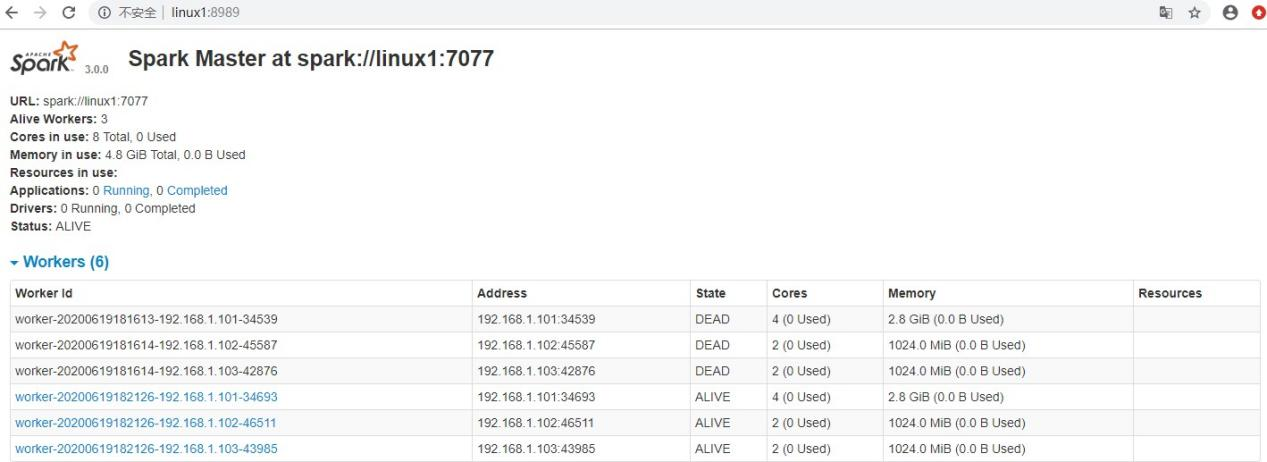 不安全 linux1:8989
APACHE Spark 3.0.0 Spark Master at spark://linux1:7077
URL: spark://linux1:7077
Alive Workers: 3
Cores in use: 8 Total, 0 Used
Memory in use: 4.8 GiB Total, 0.0 B Used
Resources in use:
Applications: 0 Running, 0 Completed
Drivers: 0 Running, 0 Completed
Status: ALIVE
Workers (6)
Worker Id Address State Cores Memory Resources
worker-20200619181613-192.168.1.101-34539 192.168.1.101:34539 DEAD 4 (0 Used) 2.8 GiB (0.0 B Used)
worker-20200619181614-192.168.1.102-45587 192.168.1.102:45587 DEAD 2 (0 Used) 1024.0 MiB (0.0 B Used)
worker-20200619181614-192.168.1.103-42876 192.168.1.103:42876 DEAD 2 (0 Used) 1024.0 MiB (0.0 B Used)
worker-20200619182126-192.168.1.101-34693 192.168.1.101:34693 ALIVE 4 (0 Used) 2.8 GiB (0.0 B Used)
worker-20200619182126-192.168.1.102-46511 192.168.1.102:46511 ALIVE 2 (0 Used) 1024.0 MiB (0.0 B Used)
worker-20200619182126-192.168.1.103-43985 192.168.1.103:43985 ALIVE 2 (0 Used) 1024.0 MiB (0.0 B Used)